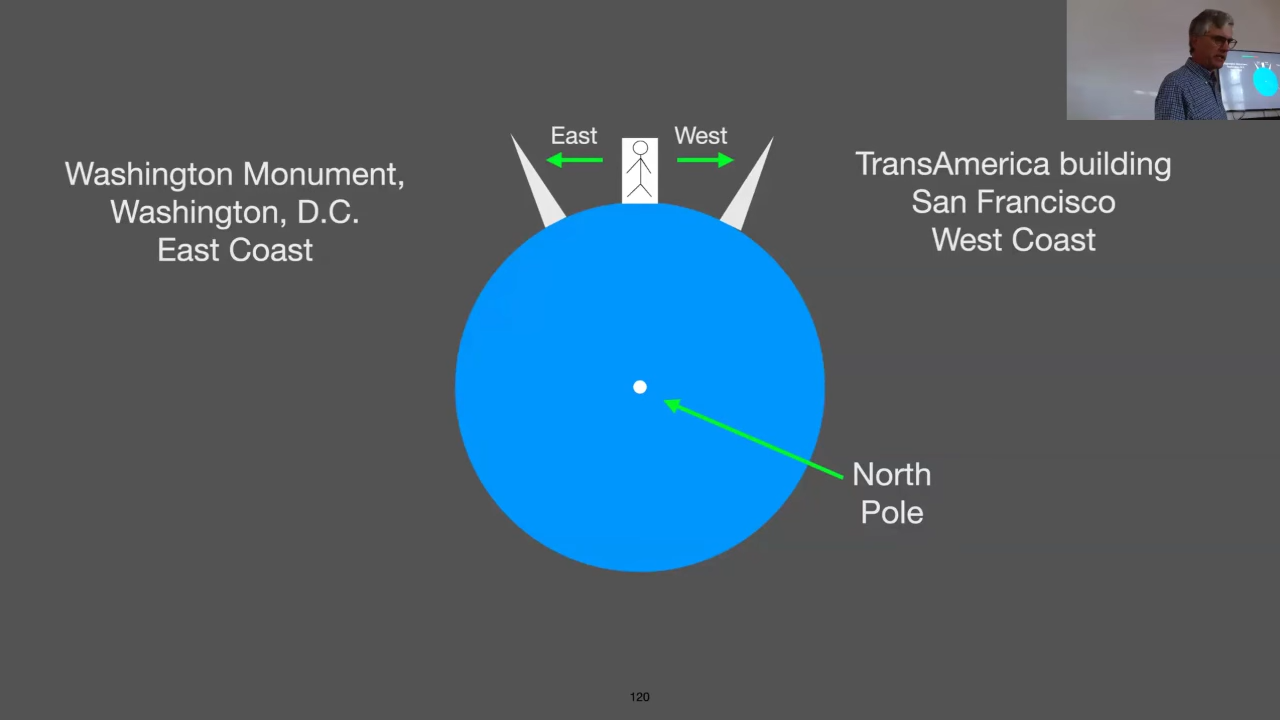 East
West
Washington Monument,
Washington, D.C.
East Coast
TransAmerica building
San Francisco
West Coast
North
Pole
120